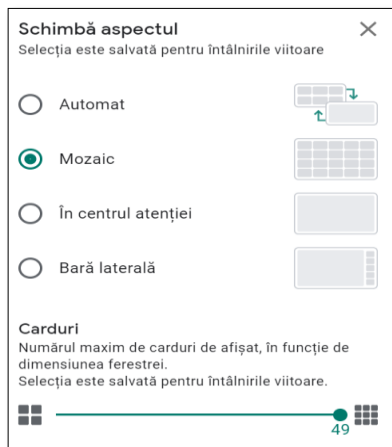 Schimbă aspectul
Selecția este salvată pentru întâlnirile viitoare
Automat
Mozaic
În centrul atenției
Bară laterală
Carduri
Numărul maxim de carduri de afișat, în funcție de
dimensiunea ferestrei.
Selecția este salvată pentru întâlnirile viitoare.
49